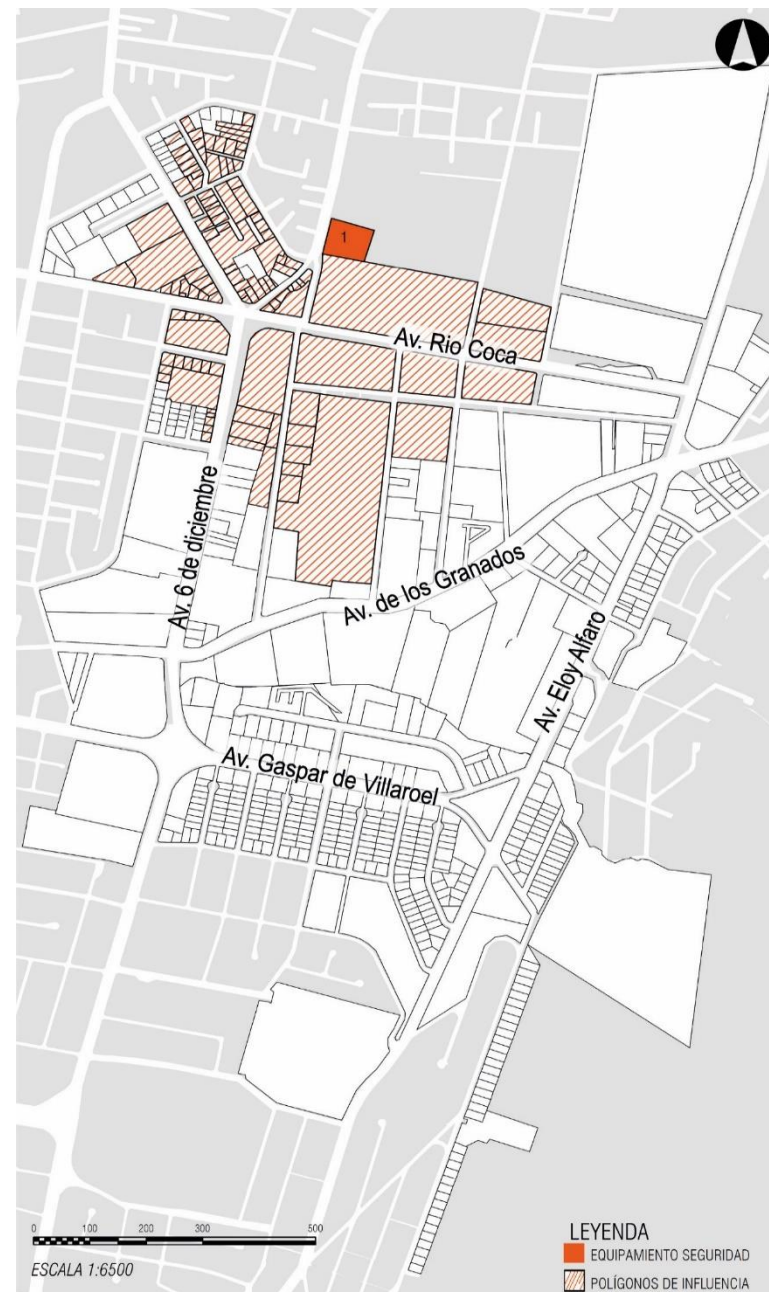 1
Av. Rio Coca
Av. 6 de diciembre
Av. de los Granados
Av. Eloy Alfaro
Av. Gaspar de Villaroel
0 100 200 300 500
ESCALA 1:6500
LEYENDA
EQUIPAMIENTO SEGURIDAD
POLÍGONOS DE INFLUENCIA